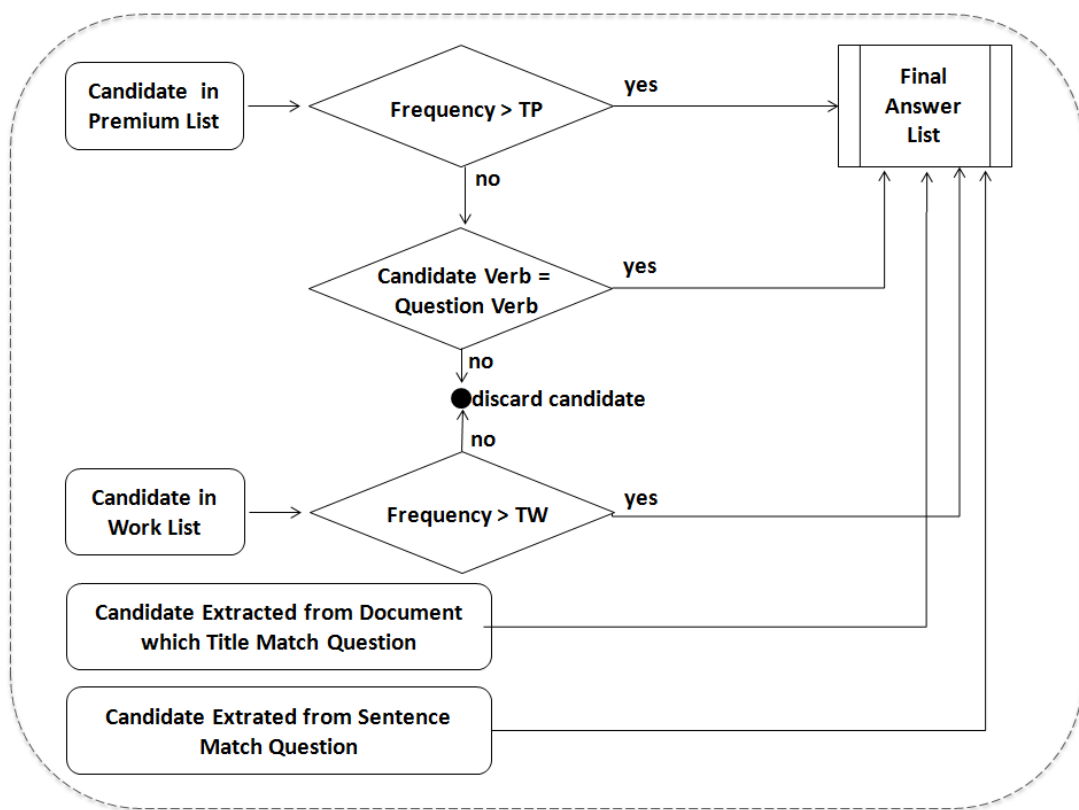 Candidate in
Premium List
Frequency > TP
yes
Final
Answer
List
no
Candidate Verb =
Question Verb
yes
no
discard candidate
no
Candidate in
Work List
Frequency > TW
yes
Candidate Extracted from Document
which Title Match Question
Candidate Extrated from Sentence
Match Question